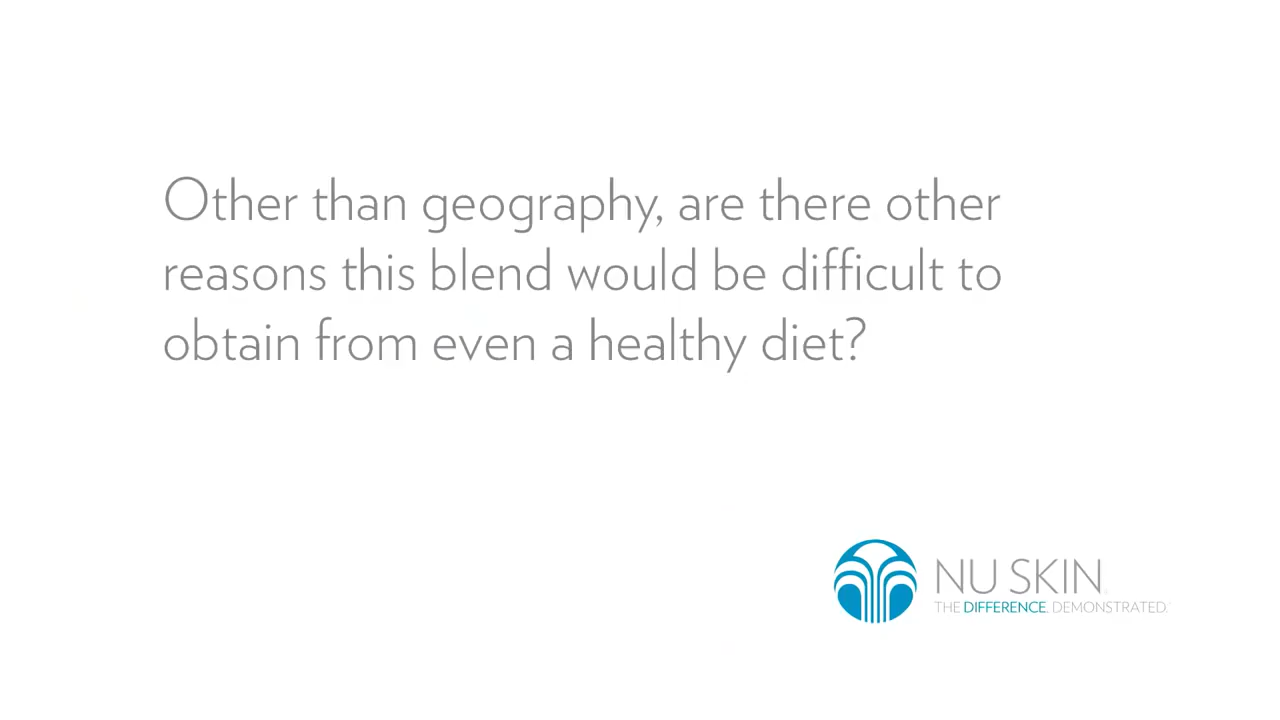 Other than geography, are there other
reasons this blend would be difficult to
obtain from even a healthy diet?
NU SKIN®
THE DIFFERENCE. DEMONSTRATED.™